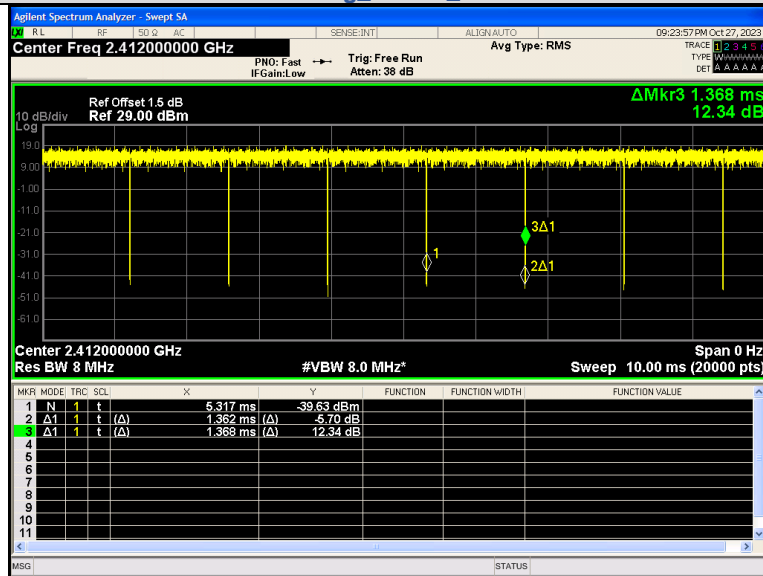 Agilent Spectrum Analyzer - Swept SA
LXI RL RF 50 Ω AC SENSE:INT ALIGN AUTO 09:23:57 PM Oct 27, 2023
Center Freq 2.412000000 GHz Avg Type: RMS TRACE 1 2 3 4 5
PNO: Fast Trig: Free Run TYPE
IFGain:Low Atten: 38 dB DET A A A A A
ΔMkr3 1.368 ms
12.34 dB
Ref Offset 1.5 dB
10 dB/div Ref 29.00 dBm
Log
19.0
9.00
-1.00
-11.0
-21.0 3Δ1
-31.0 1
2Δ1
-41.0
-51.0
-61.0
Center 2.412000000 GHz Span 0 Hz
Res BW 8 MHz #VBW 8.0 MHz* Sweep 10.00 ms (20000 pts)
MKR MODE TRC SCL X Y FUNCTION FUNCTION WIDTH FUNCTION VALUE
1 N 1 t 5.317 ms -39.63 dBm
2 Δ1 1 t (Δ) 1.362 ms (Δ) -5.70 dB
3 Δ1 1 t (Δ) 1.368 ms (Δ) 12.34 dB
4
5
6
7
8
9
10
11
MSG STATUS